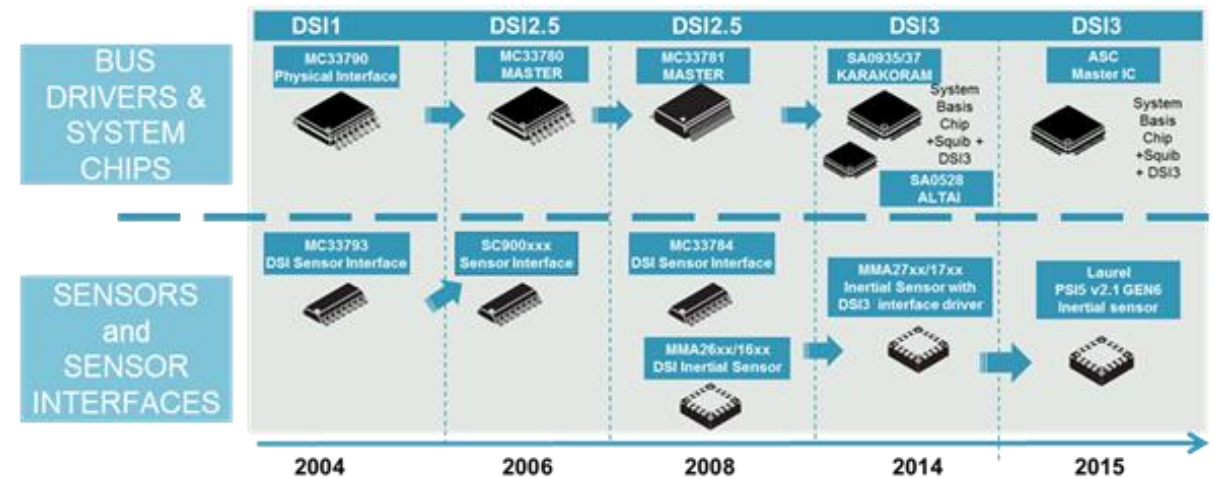 DSI1 DSI2.5 DSI2.5 DSI3 DSI3
BUS
DRIVERS &
SYSTEM
CHIPS
MC33790
Physical Interface
MC33780
MASTER
MC33781
MASTER
SA0935/37
KARAKORAM
System
Basis
Chip
+Squib +
DSI3
SA0528
ALTAI
ASC
Master IC
System
Basis
Chip
+Squib
+ DSI3
SENSORS
and
SENSOR
INTERFACES
MC33793
DSI Sensor Interface
SC900xxx
Sensor Interface
MC33784
DSI Sensor Interface
MMA26xx/16xx
DSI Inertial Sensor
MMA27xx/17xx
Inertial Sensor with
DSI3 interface driver
Laurel
PSI5 v2.1 GEN6
Inertial sensor
2004 2006 2008 2014 2015